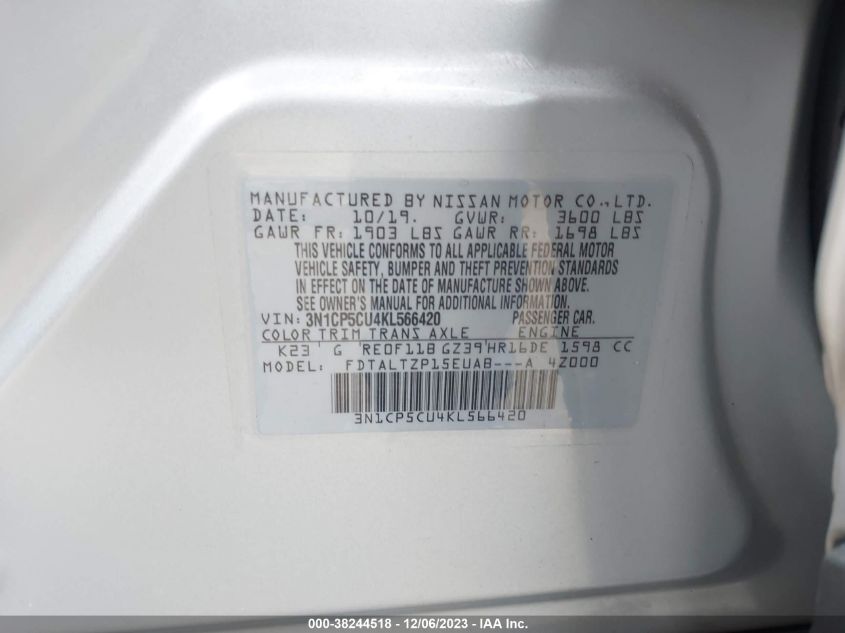 MANUFACTURED BY NISSAN MOTOR CO., LTD.
DATE: 10/19. GVWR: 3600 LBS
GAWR FR: 1903 LBS GAWR RR: 1698 LBS
THIS VEHICLE CONFORMS TO ALL APPLICABLE FEDERAL MOTOR
VEHICLE SAFETY, BUMPER AND THEFT PREVENTION STANDARDS
IN EFFECT ON THE DATE OF MANUFACTURE SHOWN ABOVE.
SEE OWNER'S MANUAL FOR ADDITIONAL INFORMATION.
VIN: 3N1CP5CU4KL566420 PASSENGER CAR.
COLOR TRIM TRANS AXLE ENGINE
K23 G RE0F11B GZ39 HR16DE 1598 CC
MODEL: FDTALTZP15EUAB---A 4Z000
3N1CP5CU4KL566420
000-38244518 - 12/06/2023 - IAA Inc.